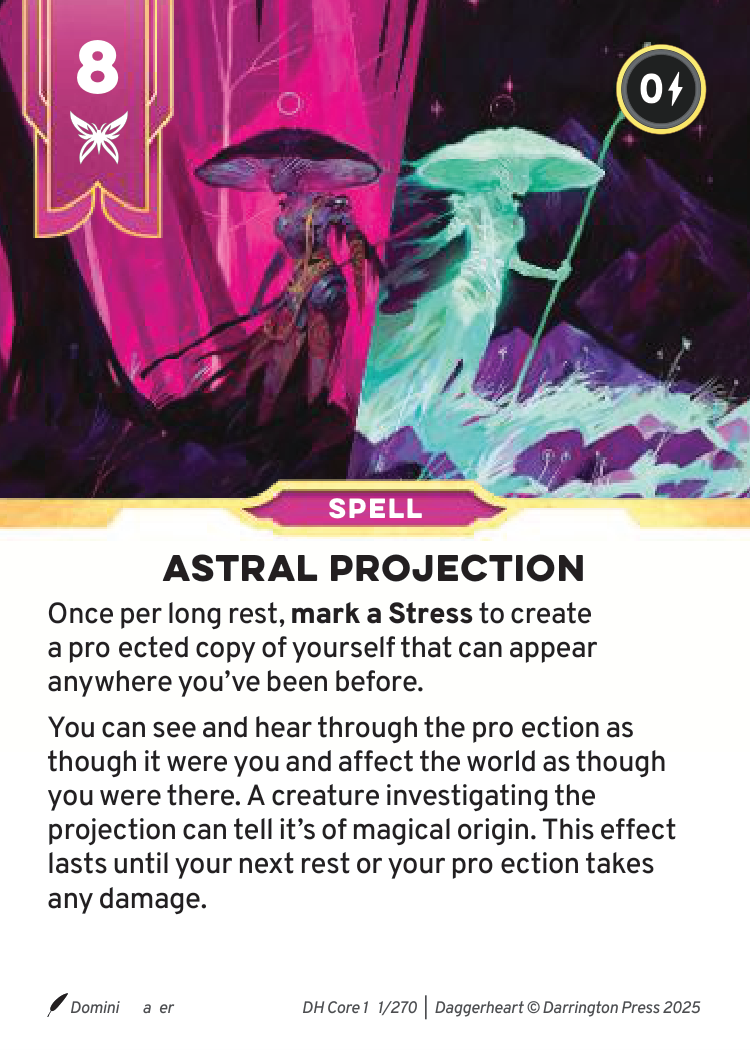 8
0
SPELL
ASTRAL PROJECTION
Once per long rest, mark a Stress to create
a pro ected copy of yourself that can appear
anywhere you’ve been before.
You can see and hear through the pro ection as
though it were you and affect the world as though
you were there. A creature investigating the
projection can tell it’s of magical origin. This effect
lasts until your next rest or your pro ection takes
any damage.
Domini a er
DH Core 1 1/270 | Daggerheart © Darrington Press 2025